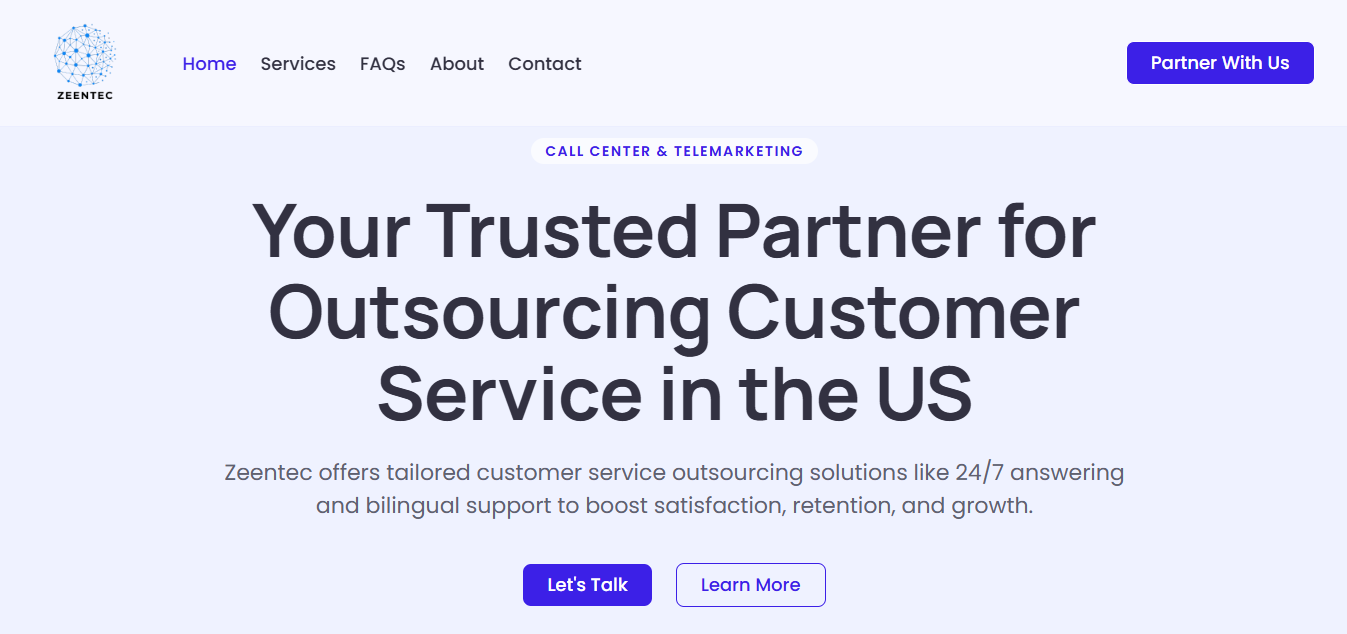 ZEENTEC
Home Services FAQs About Contact
Partner With Us
CALL CENTER & TELEMARKETING
Your Trusted Partner for
Outsourcing Customer
Service in the US
Zeentec offers tailored customer service outsourcing solutions like 24/7 answering
and bilingual support to boost satisfaction, retention, and growth.
Let's Talk
Learn More